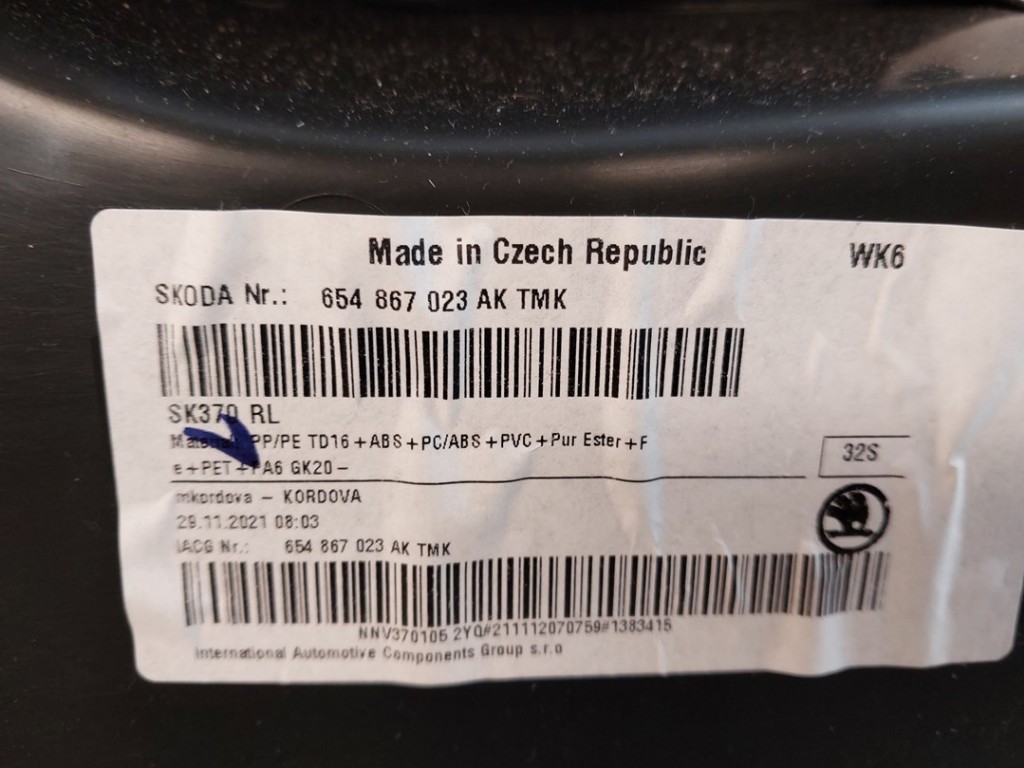 Made in Czech Republic
WK6
SKODA Nr.: 654 867 023 AK TMK
SK370 RL
Material: PP/PE TD16+ABS+PC/ABS+PVC+Pur Ester+F
e+PET+PA6 GK20-
32S
mkordova - KORDOVA
29.11.2021 08:03
IACG Nr.: 654 867 023 AK TMK
NNV370105 2YQ#211112070759#1383415
International Automotive Components Group s.r.o